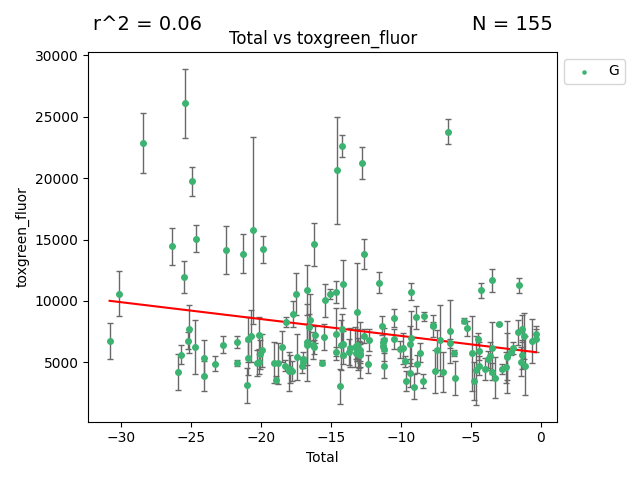 r^2 = 0.06
N = 155
Total vs toxgreen_fluor
G
30000
25000
20000
15000
10000
5000
toxgreen_fluor
−30 −25 −20 −15 −10 −5 0
Total